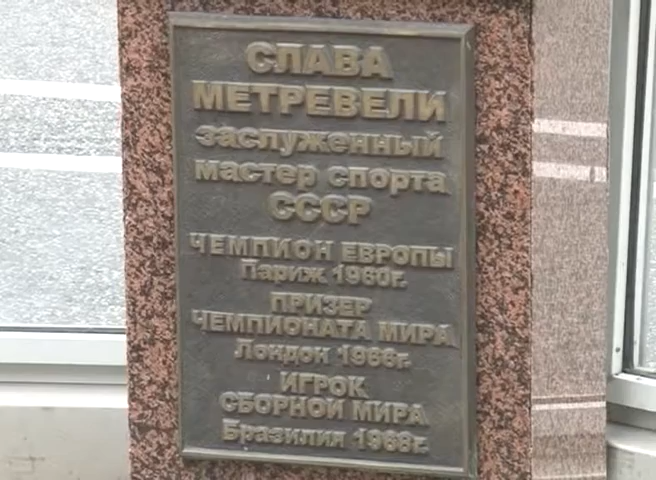 СЛАВА
МЕТРЕВЕЛИ
заслуженный
мастер спорта
СССР
ЧЕМПИОН ЕВРОПЫ
Париж 1960г.
ПРИЗЕР
ЧЕМПИОНАТА МИРА
Лондон 1966г.
ИГРОК
СБОРНОЙ МИРА
Бразилия 1968г.